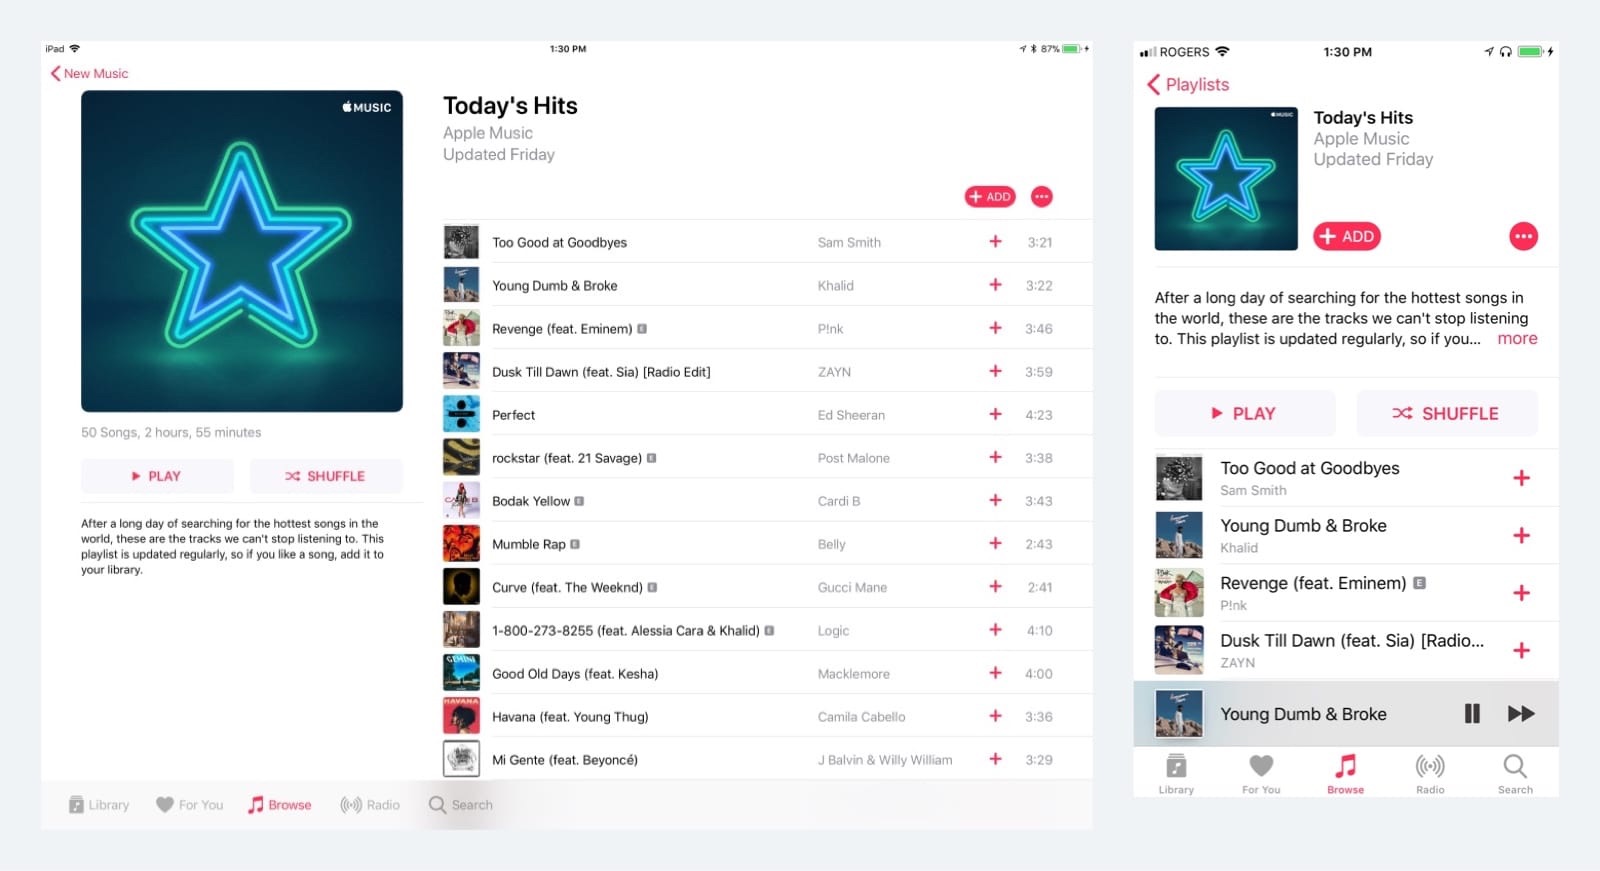 iPad
1:30 PM
87%
New Music
MUSIC
50 Songs, 2 hours, 55 minutes
PLAY
SHUFFLE
After a long day of searching for the hottest songs in the
world, these are the tracks we can't stop listening to. This
playlist is updated regularly, so if you like a song, add it to
your library.
Today's Hits
Apple Music
Updated Friday
+ ADD
Too Good at Goodbyes Sam Smith + 3:21
Young Dumb & Broke Khalid + 3:22
Revenge (feat. Eminem) E P!nk + 3:46
Dusk Till Dawn (feat. Sia) [Radio Edit] ZAYN + 3:59
Perfect Ed Sheeran + 4:23
rockstar (feat. 21 Savage) E Post Malone + 3:38
Bodak Yellow E Cardi B + 3:43
Mumble Rap E Belly + 2:43
Curve (feat. The Weeknd) E Gucci Mane + 2:41
1-800-273-8255 (feat. Alessia Cara & Khalid) E Logic + 4:10
Good Old Days (feat. Kesha) Macklemore + 4:00
Havana (feat. Young Thug) Camila Cabello + 3:36
Mi Gente (feat. Beyoncé) J Balvin & Willy William + 3:29
Library For You Browse Radio Search
ROGERS
1:30 PM
Playlists
MUSIC
Today's Hits
Apple Music
Updated Friday
+ ADD
After a long day of searching for the hottest songs in
the world, these are the tracks we can't stop listening
to. This playlist is updated regularly, so if you... more
PLAY
SHUFFLE
Too Good at Goodbyes
Sam Smith
Young Dumb & Broke
Khalid
Revenge (feat. Eminem) E
P!nk
Dusk Till Dawn (feat. Sia) [Radio...
ZAYN
Young Dumb & Broke
Library For You Browse Radio Search